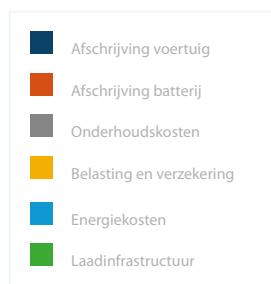 Afschrijving voertuig
Afschrijving batterij
Onderhoudskosten
Belasting en verzekering
Energiekosten
Laadinfrastructuur